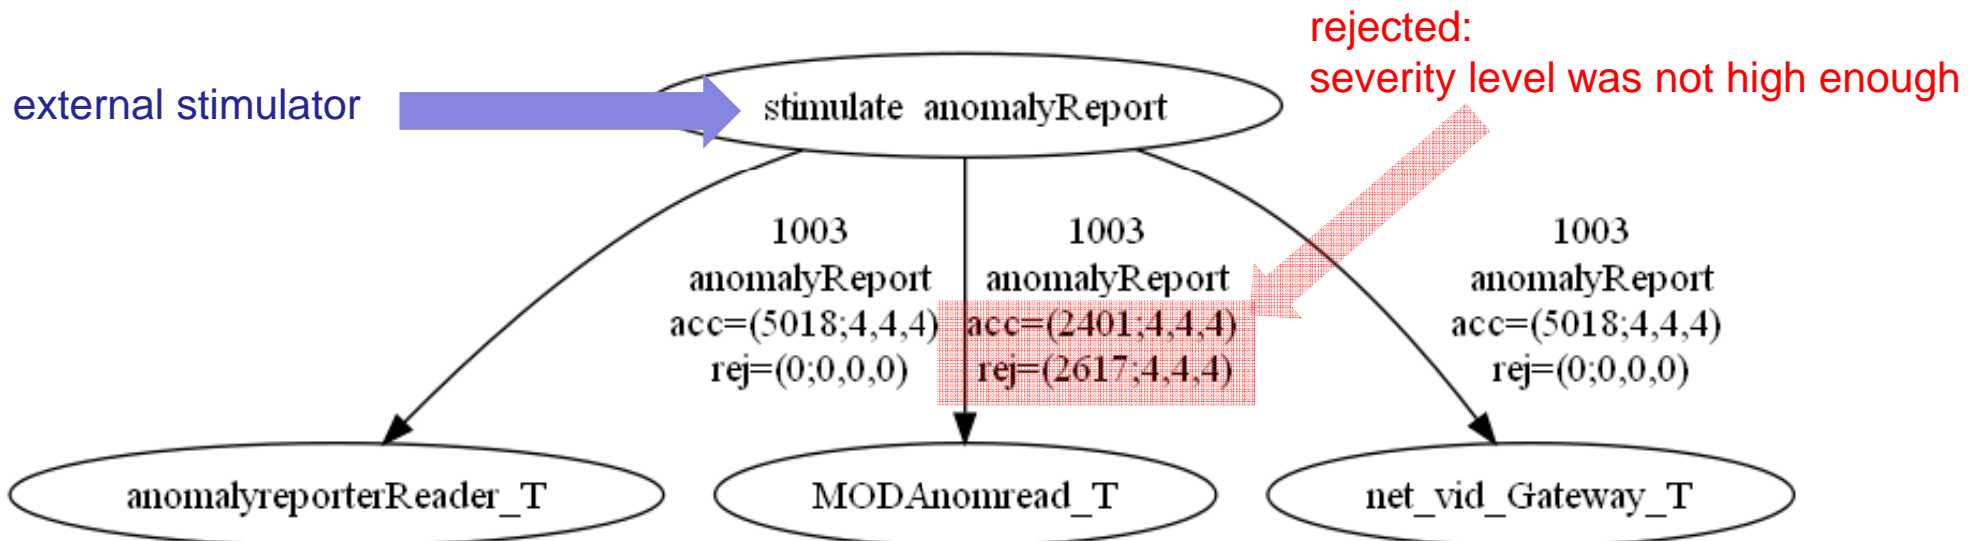 rejected:
severity level was not high enough
external stimulator
stimulate anomalyReport
1003
anomalyReport
acc=(5018;4,4,4)
rej=(0;0,0,0)
1003
anomalyReport
acc=(2401;4,4,4)
rej=(2617;4,4,4)
1003
anomalyReport
acc=(5018;4,4,4)
rej=(0;0,0,0)
anomalyreporterReader_T
MODAnomread_T
net_vid_Gateway_T